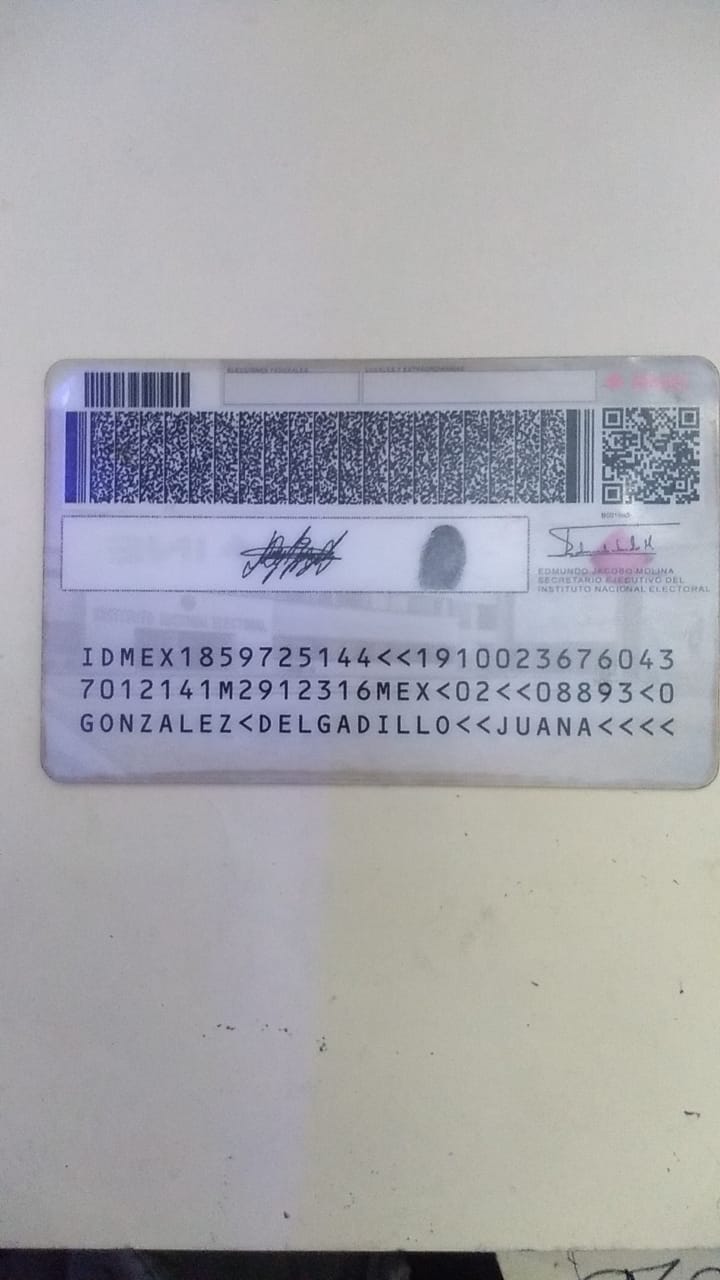 ELECCIONES FEDERALES
LOCALES Y EXTRAORDINARIAS
EDMUNDO JACOBO MOLINA
SECRETARIO EJECUTIVO DEL
INSTITUTO NACIONAL ELECTORAL
IDMEX1859725144<<1910023676043
7012141M2912316MEX<02<<08893<0
GONZALEZ<DELGADILLO<<JUANA<<<<